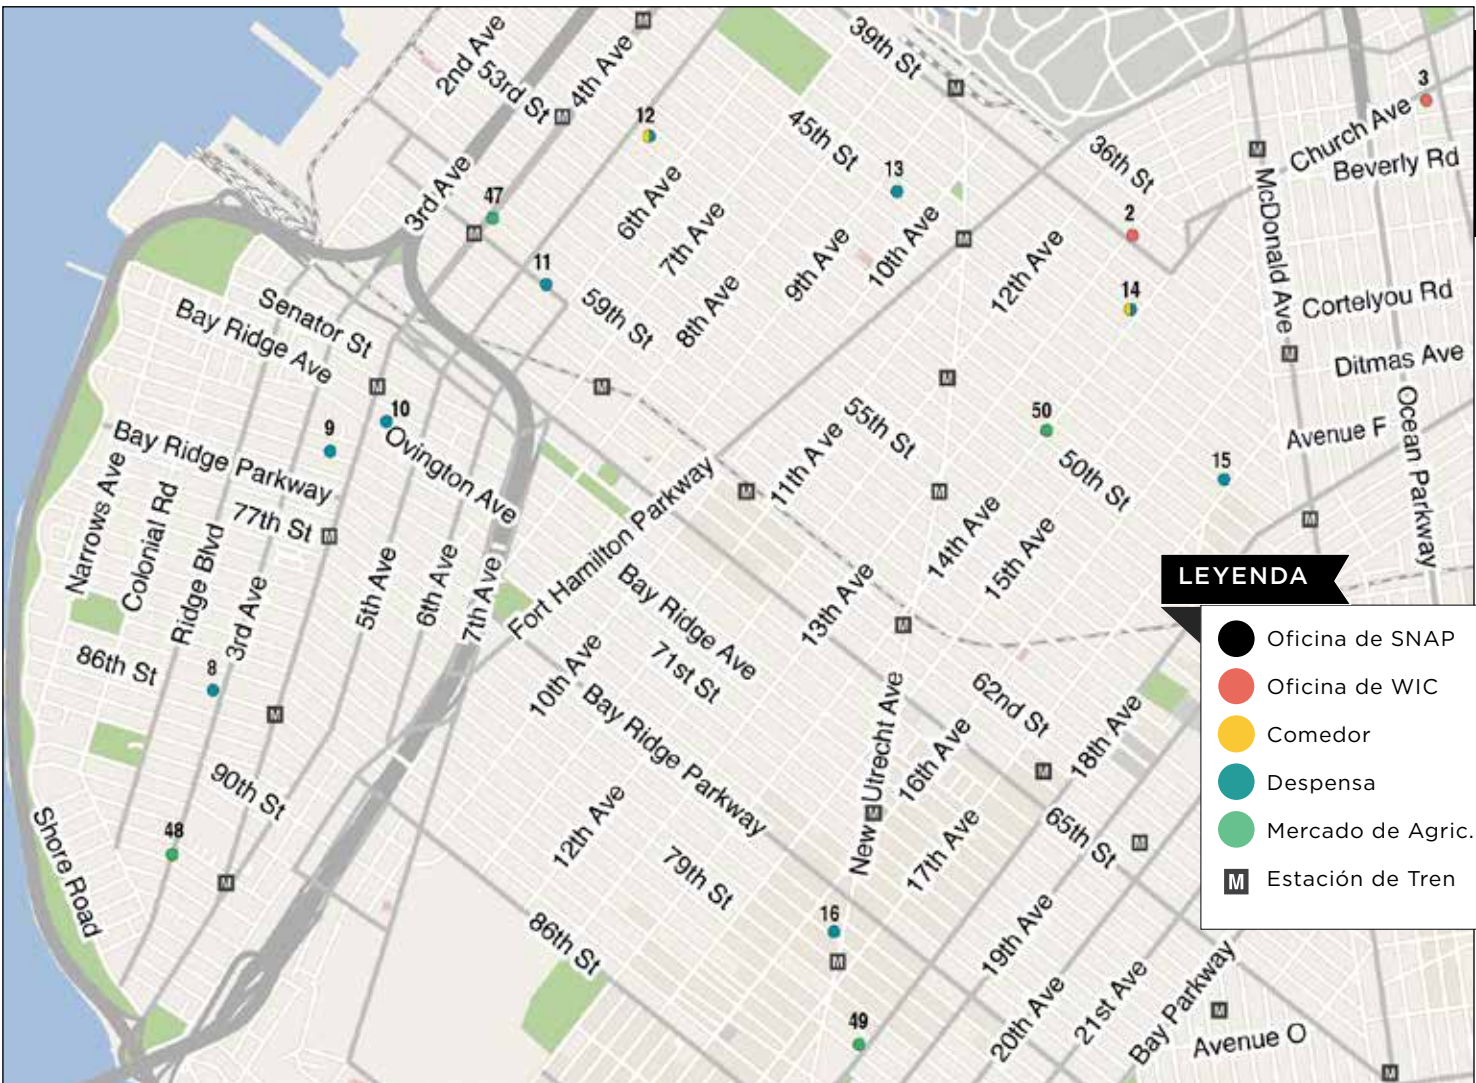 2nd Ave
53rd St
4th Ave
39th St
3
12
45th St
Church Ave
Beverly Rd
36th St
13
3rd Ave
47
6th Ave
7th Ave
10th Ave
2
McDonald Ave
11
59th St
8th Ave
9th Ave
12th Ave
14
Cortelyou Rd
Senator St
Bay Ridge Ave
Ditmas Ave
10
9
Ovington Ave
55th St
50
Avenue F
Ocean Parkway
Bay Ridge Parkway
77th St
Narrows Ave
Colonial Rd
Ridge Blvd
3rd Ave
5th Ave
6th Ave
7th Ave
Fort Hamilton Parkway
11th Ave
50th St
15
14th Ave
15th Ave
13th Ave
Bay Ridge Ave
71st St
10th Ave
86th St
8
Bay Ridge Parkway
62nd St
New Utrecht Ave
16th Ave
18th Ave
90th St
48
Shore Road
12th Ave
79th St
17th Ave
65th St
86th St
16
19th Ave
49
20th Ave
21st Ave
Bay Parkway
Avenue O
LEYENDA
Oficina de SNAP
Oficina de WIC
Comedor
Despensa
Mercado de Agric.
M Estación de Tren